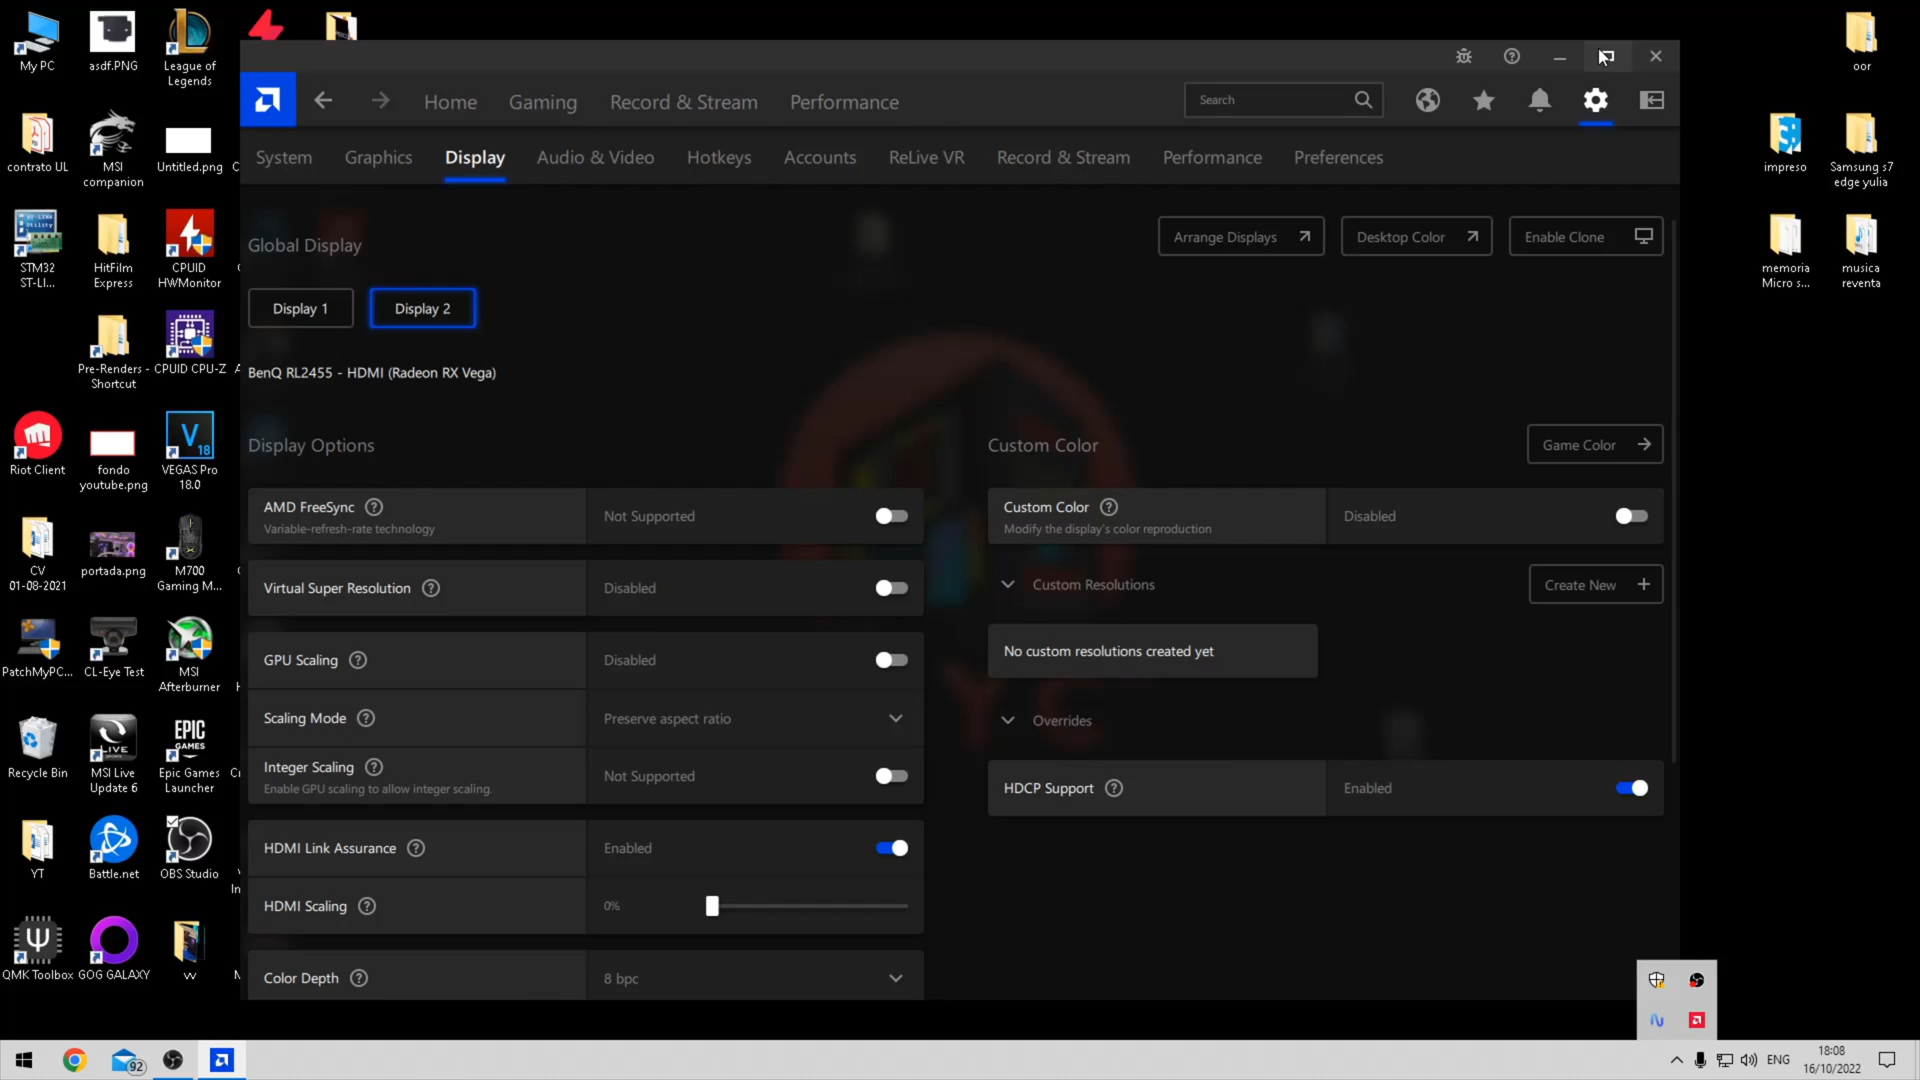 My PC
asdf.PNG
League of
Legends
oor
contrato UL
MSI
companion
Untitled.png
impreso
Samsung s7
edge yulia
STM32
ST-LI...
HitFilm
Express
CPUID
HWMonitor
memoria
Micro s...
musica
reventa
Pre-Renders -
Shortcut
CPUID CPU-Z
Riot Client
fondo
youtube.png
VEGAS Pro
18.0
CV
01-08-2021
portada.png
M700
Gaming M...
PatchMyPC...
CL-Eye Test
MSI
Afterburner
Recycle Bin
LIVE
MSI Live
Update 6
EPIC
GAMES
Epic Games
Launcher
YT
Battle.net
OBS Studio
QMK Toolbox
GOG GALAXY
vv
Home
Gaming
Record & Stream
Performance
Search
System
Graphics
Display
Audio & Video
Hotkeys
Accounts
ReLive VR
Record & Stream
Performance
Preferences
Global Display
Arrange Displays
Desktop Color
Enable Clone
Display 1
Display 2
BenQ RL2455 - HDMI (Radeon RX Vega)
Display Options
AMD FreeSync
Variable-refresh-rate technology
Not Supported
Virtual Super Resolution
Disabled
GPU Scaling
Disabled
Scaling Mode
Preserve aspect ratio
Integer Scaling
Enable GPU scaling to allow integer scaling.
Not Supported
HDMI Link Assurance
Enabled
HDMI Scaling
0%
Color Depth
8 bpc
Custom Color
Game Color
Custom Color
Modify the display's color reproduction
Disabled
Custom Resolutions
Create New
No custom resolutions created yet
Overrides
HDCP Support
Enabled
92
ENG
18:08
16/10/2022